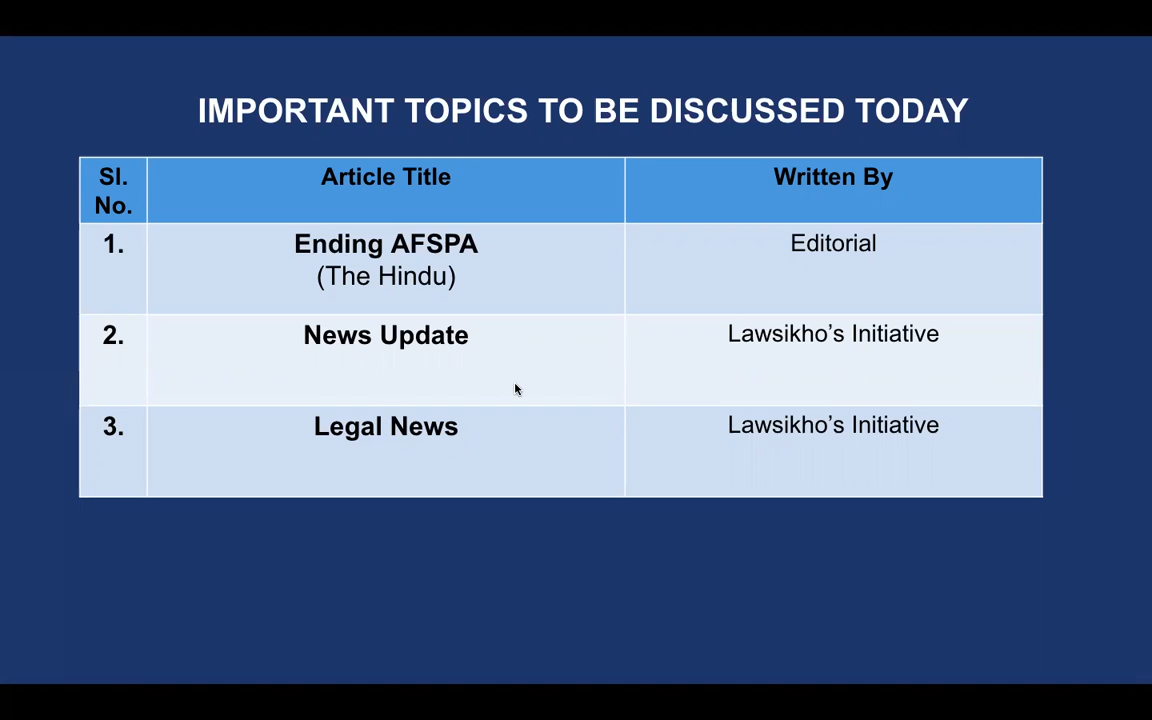 IMPORTANT TOPICS TO BE DISCUSSED TODAY
Sl. No.
Article Title
Written By
1.
Ending AFSPA
(The Hindu)
Editorial
2.
News Update
Lawsikho’s Initiative
3.
Legal News
Lawsikho’s Initiative